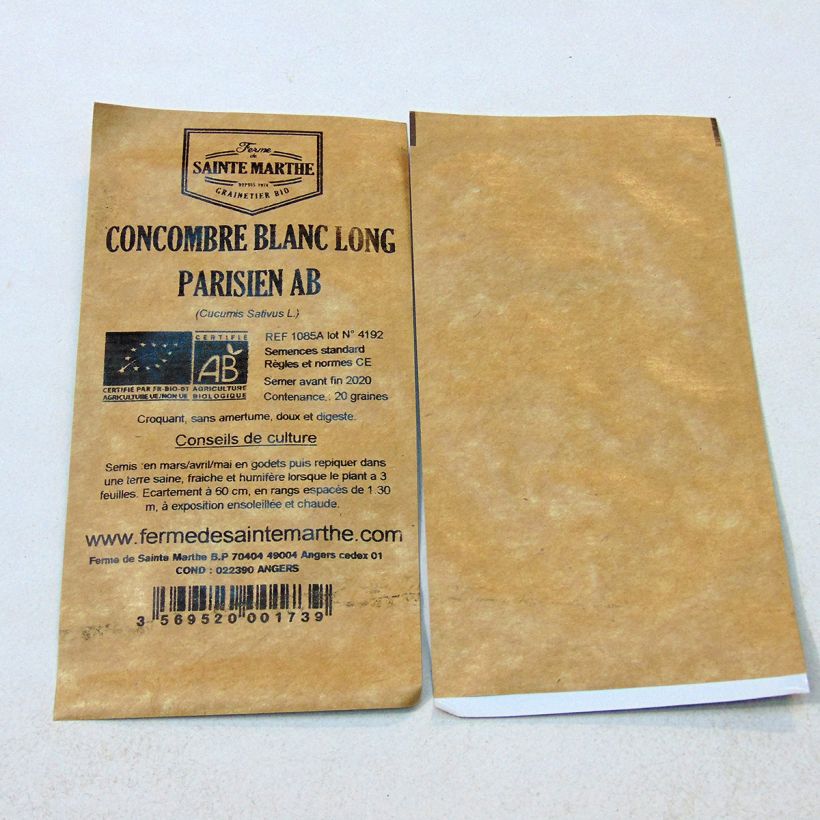 Ferme
de
SAINTE MARTHE
DEPUIS 1974
GRAINETIER BIO
CONCOMBRE BLANC LONG
PARISIEN AB
(Cucumis Sativus L.)
CERTIFIÉ
AB
CERTIFIÉ PAR FR-BIO-01 AGRICULTURE
AGRICULTURE UE/NON UE BIOLOGIQUE
REF 1085A lot N° 4192
Semences standard
Règles et normes CE
Semer avant fin 2020
Contenance : 20 graines
Croquant, sans amertume, doux et digeste.
Conseils de culture
Semis :en mars/avril/mai en godets puis repiquer dans
une terre saine, fraiche et humifère lorsque le plant a 3
feuilles. Ecartement à 60 cm, en rangs espacés de 1.30
m, à exposition ensoleillée et chaude.
www.fermedesaintemarthe.com
Ferme de Sainte Marthe B.P 70404 49004 Angers cedex 01
COND : 022390 ANGERS
3 569520 001739